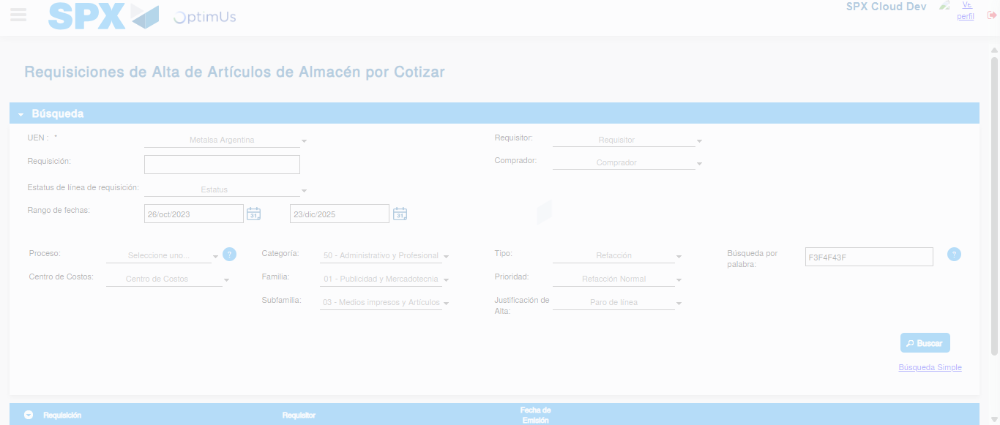 SPX OptimUs
SPX Cloud Dev
Ve
perfil
Requisiciones de Alta de Artículos de Almacén por Cotizar
Búsqueda
UEN : * Metalsa Argentina
Requisitor: Requisitor
Requisición:
Comprador: Comprador
Estatus de línea de requisición: Estatus
Rango de fechas: 26/oct/2023 31 23/dic/2025 31
Proceso: Seleccione uno... ?
Categoría: 50 - Administrativo y Profesional
Tipo: Refacción
Búsqueda por
palabra: F3F4F43F ?
Centro de Costos: Centro de Costos
Familia: 01 - Publicidad y Mercadotecnia
Prioridad: Refacción Normal
Subfamilia: 03 - Medios impresos y Artículos
Justificación de
Alta: Paro de línea
Buscar
Búsqueda Simple
Requisición Requisitor Fecha de
Emisión